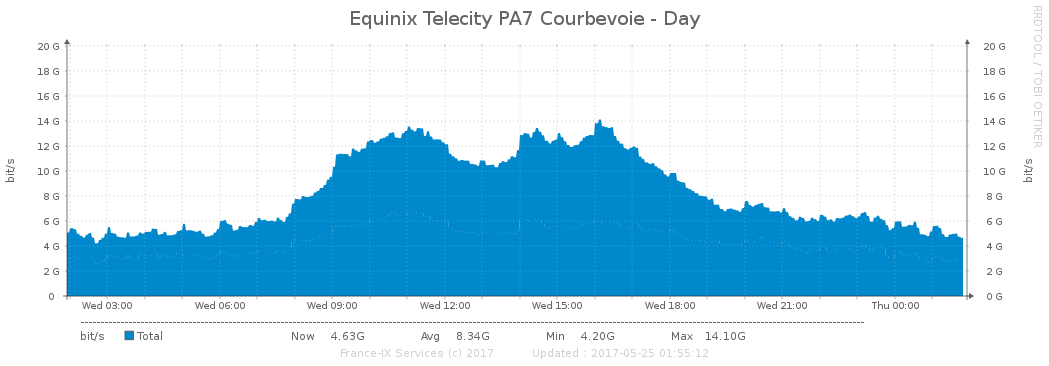 Equinix Telecity PA7 Courbevoie - Day
RRDTOOL / TOBI OETIKER
20 G 20 G
18 G 18 G
16 G 16 G
14 G 14 G
12 G 12 G
10 G 10 G
8 G 8 G
6 G 6 G
4 G 4 G
2 G 2 G
0 0 G
bit/s bit/s
Wed 03:00 Wed 06:00 Wed 09:00 Wed 12:00 Wed 15:00 Wed 18:00 Wed 21:00 Thu 00:00
bit/s Total Now 4.63G Avg 8.34G Min 4.20G Max 14.10G
France-IX Services (c) 2017 Updated : 2017-05-25 01:55:12